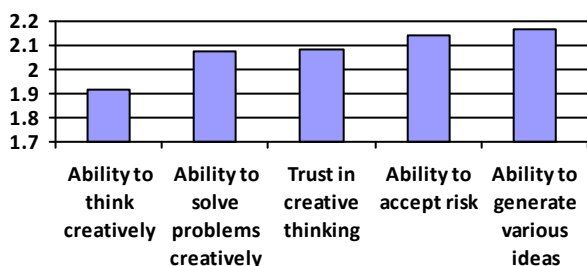 2.2
2.1
2
1.9
1.8
1.7
Ability to think creatively
Ability to solve problems creatively
Trust in creative thinking
Ability to accept risk
Ability to generate various ideas